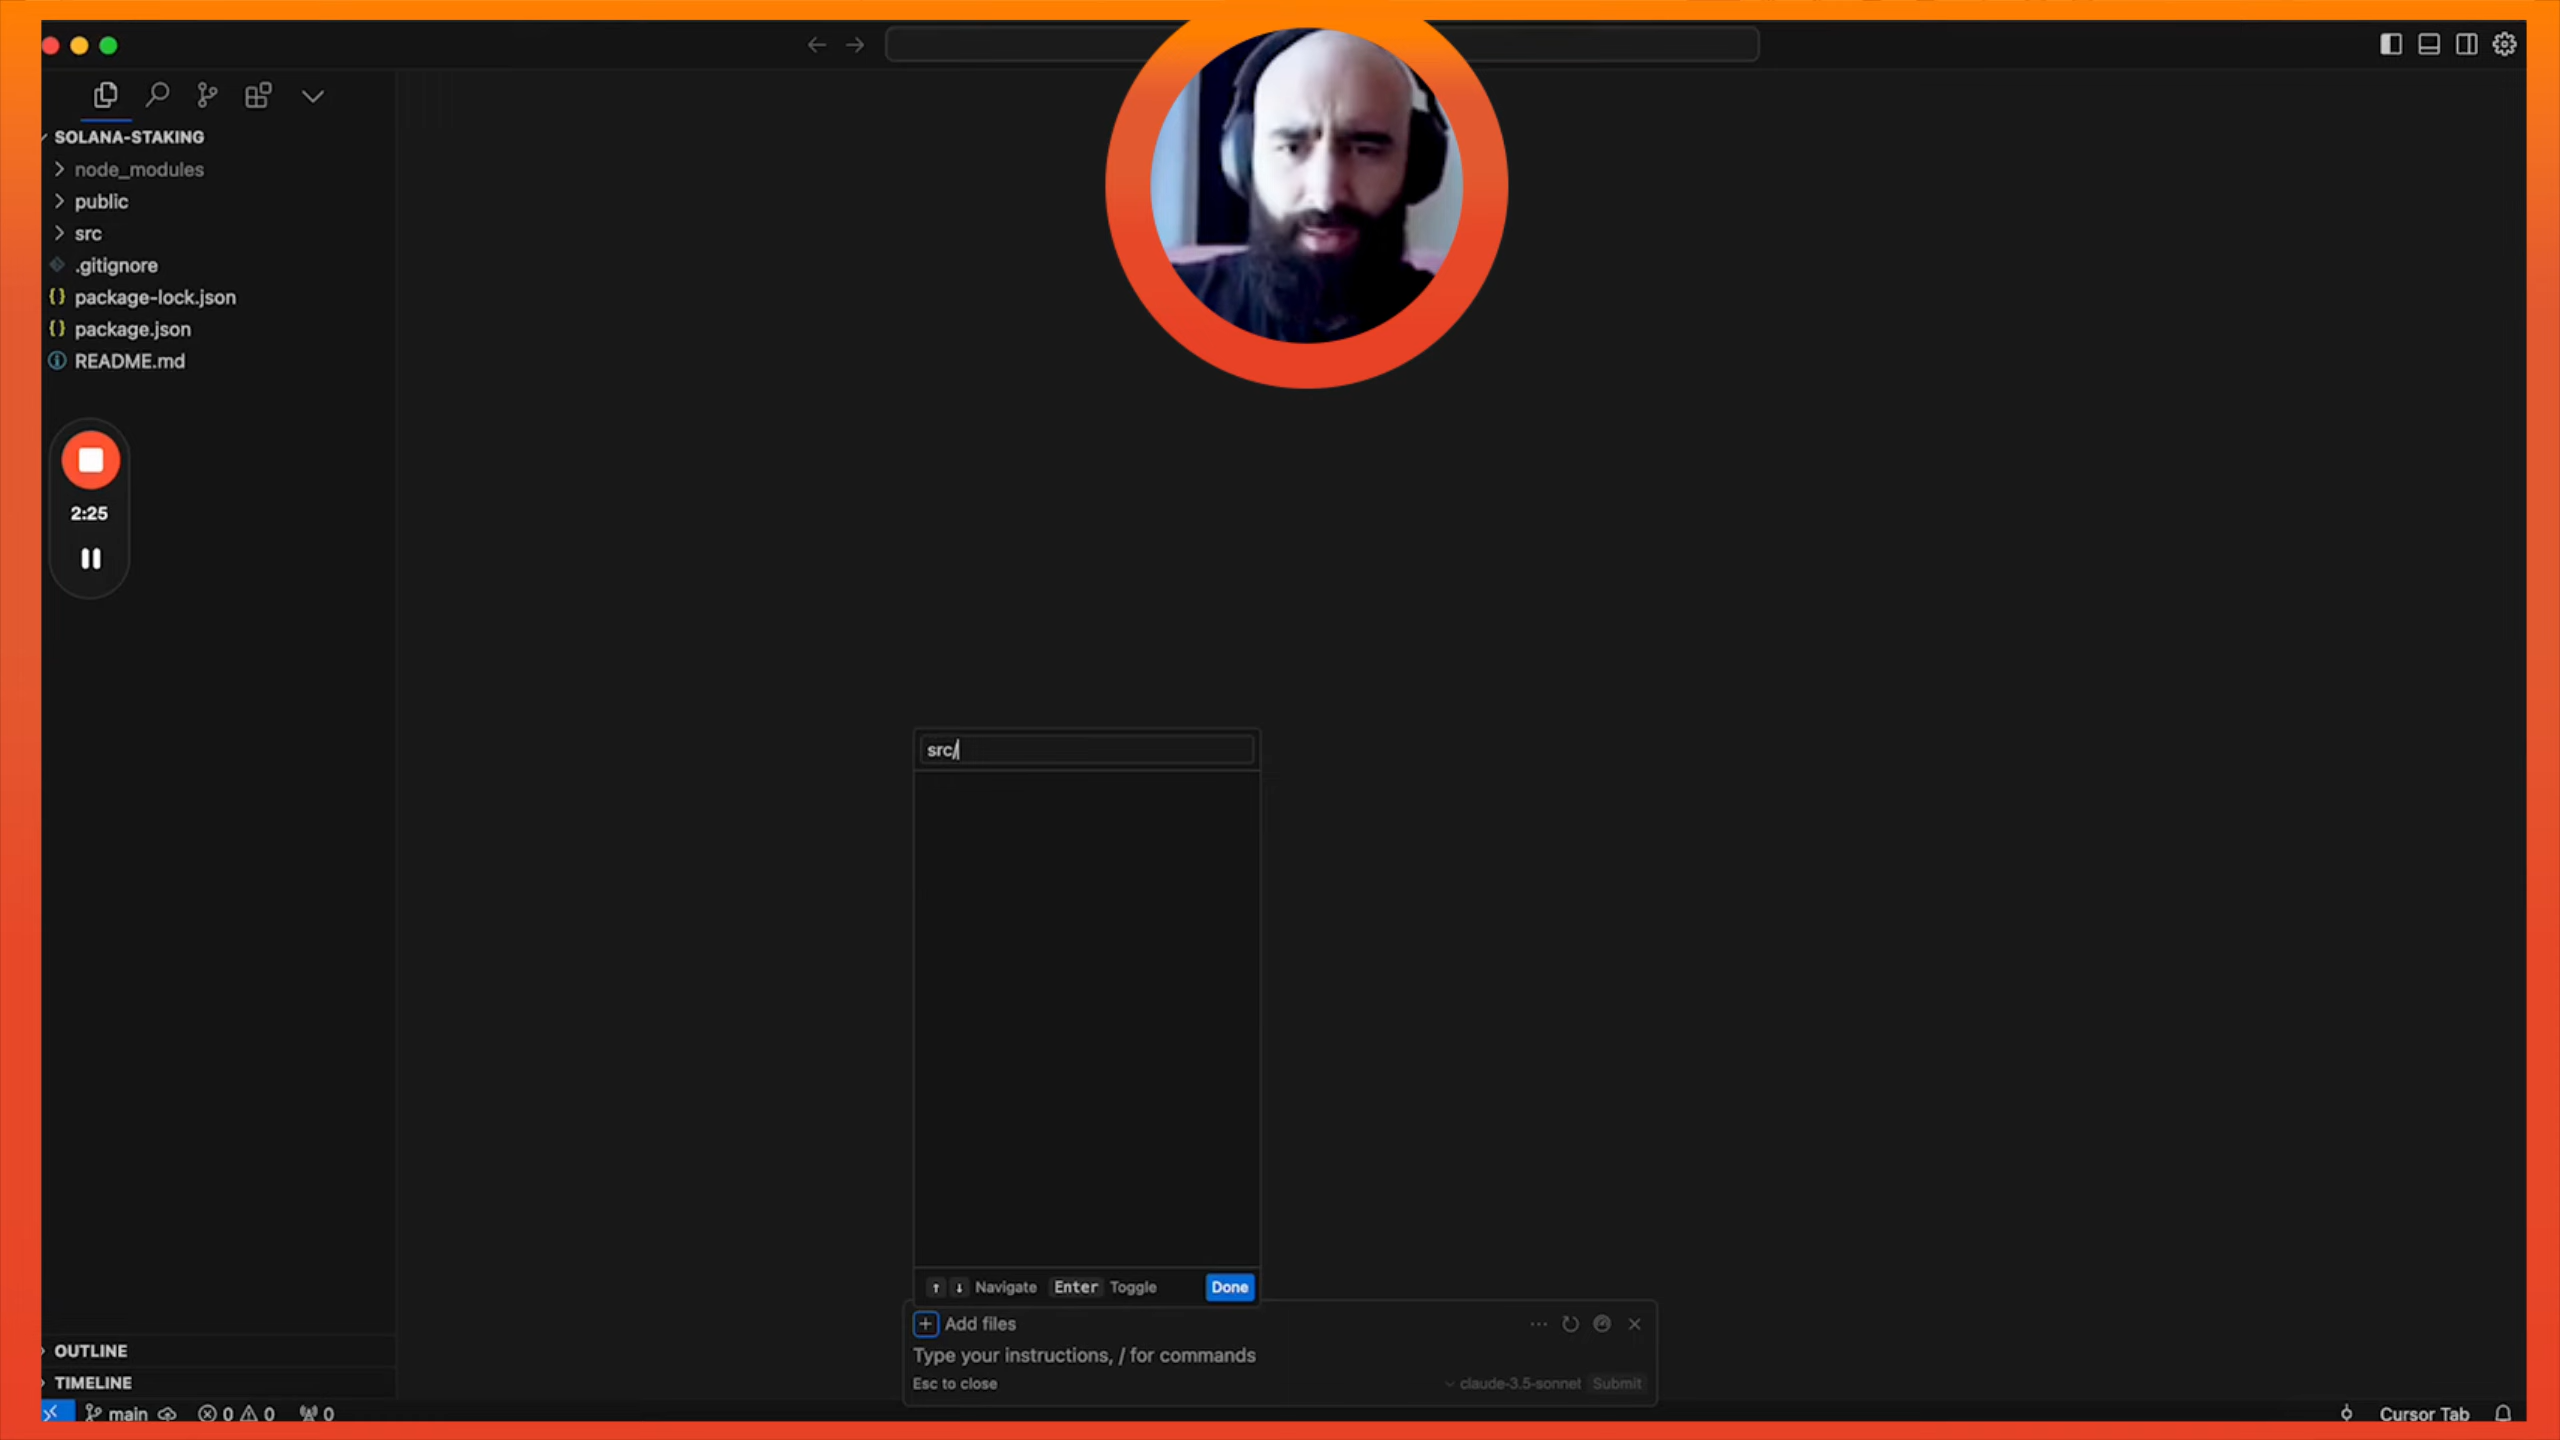 SOLANA-STAKING
node_modules
public
src
.gitignore
package-lock.json
package.json
README.md
2:25
src/
↑ ↓ Navigate Enter Toggle Done
Add files
Type your instructions, / for commands
Esc to close claude-3.5-sonnet Submit
OUTLINE
TIMELINE
main 0 0 0 Cursor Tab